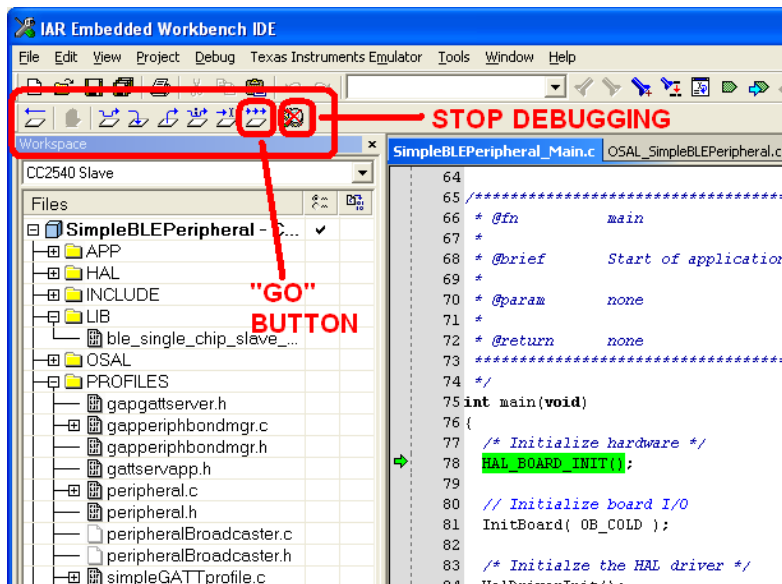 IAR Embedded Workbench IDE
File Edit View Project Debug Texas Instruments Emulator Tools Window Help
STOP DEBUGGING
Workspace
SimpleBLEPeripheral_Main.c OSAL_SimpleBLEPeripheral.c
CC2540 Slave
Files
SimpleBLEPeripheral - C...
APP
HAL
INCLUDE
LIB
ble_single_chip_slave_...
OSAL
PROFILES
gapgattserver.h
gapperiphbondmgr.c
gapperiphbondmgr.h
gattservapp.h
peripheral.c
peripheral.h
peripheralBroadcaster.c
peripheralBroadcaster.h
simpleGATTprofile.c
"GO"
BUTTON
64
65 /************************************
66 * @fn main
67 *
68 * @brief Start of application
69 *
70 * @param none
71 *
72 * @return none
73 ************************************
74 */
75 int main(void)
76 {
77 /* Initialize hardware */
78 HAL_BOARD_INIT();
79
80 // Initialize board I/O
81 InitBoard( OB_COLD );
82
83 /* Initialze the HAL driver */